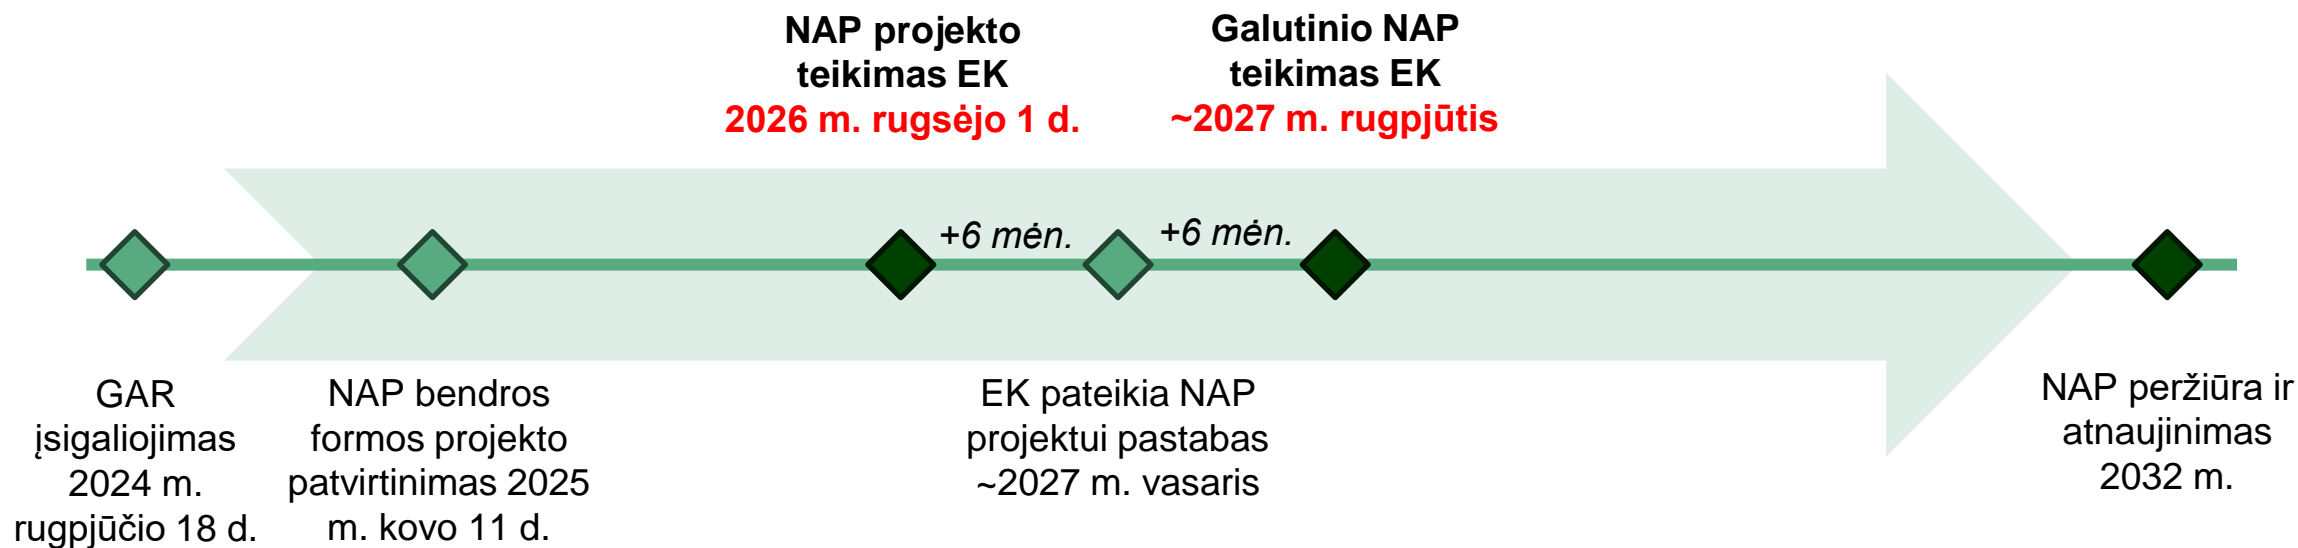 NAP projekto
teikimas EK
2026 m. rugsėjo 1 d.
Galutinio NAP
teikimas EK
~2027 m. rugpjūtis
+6 mėn.
+6 mėn.
GAR
įsigaliojimas
2024 m.
rugpjūčio 18 d.
NAP bendros
formos projekto
patvirtinimas 2025
m. kovo 11 d.
EK pateikia NAP
projektui pastabas
~2027 m. vasaris
NAP peržiūra ir
atnaujinimas
2032 m.